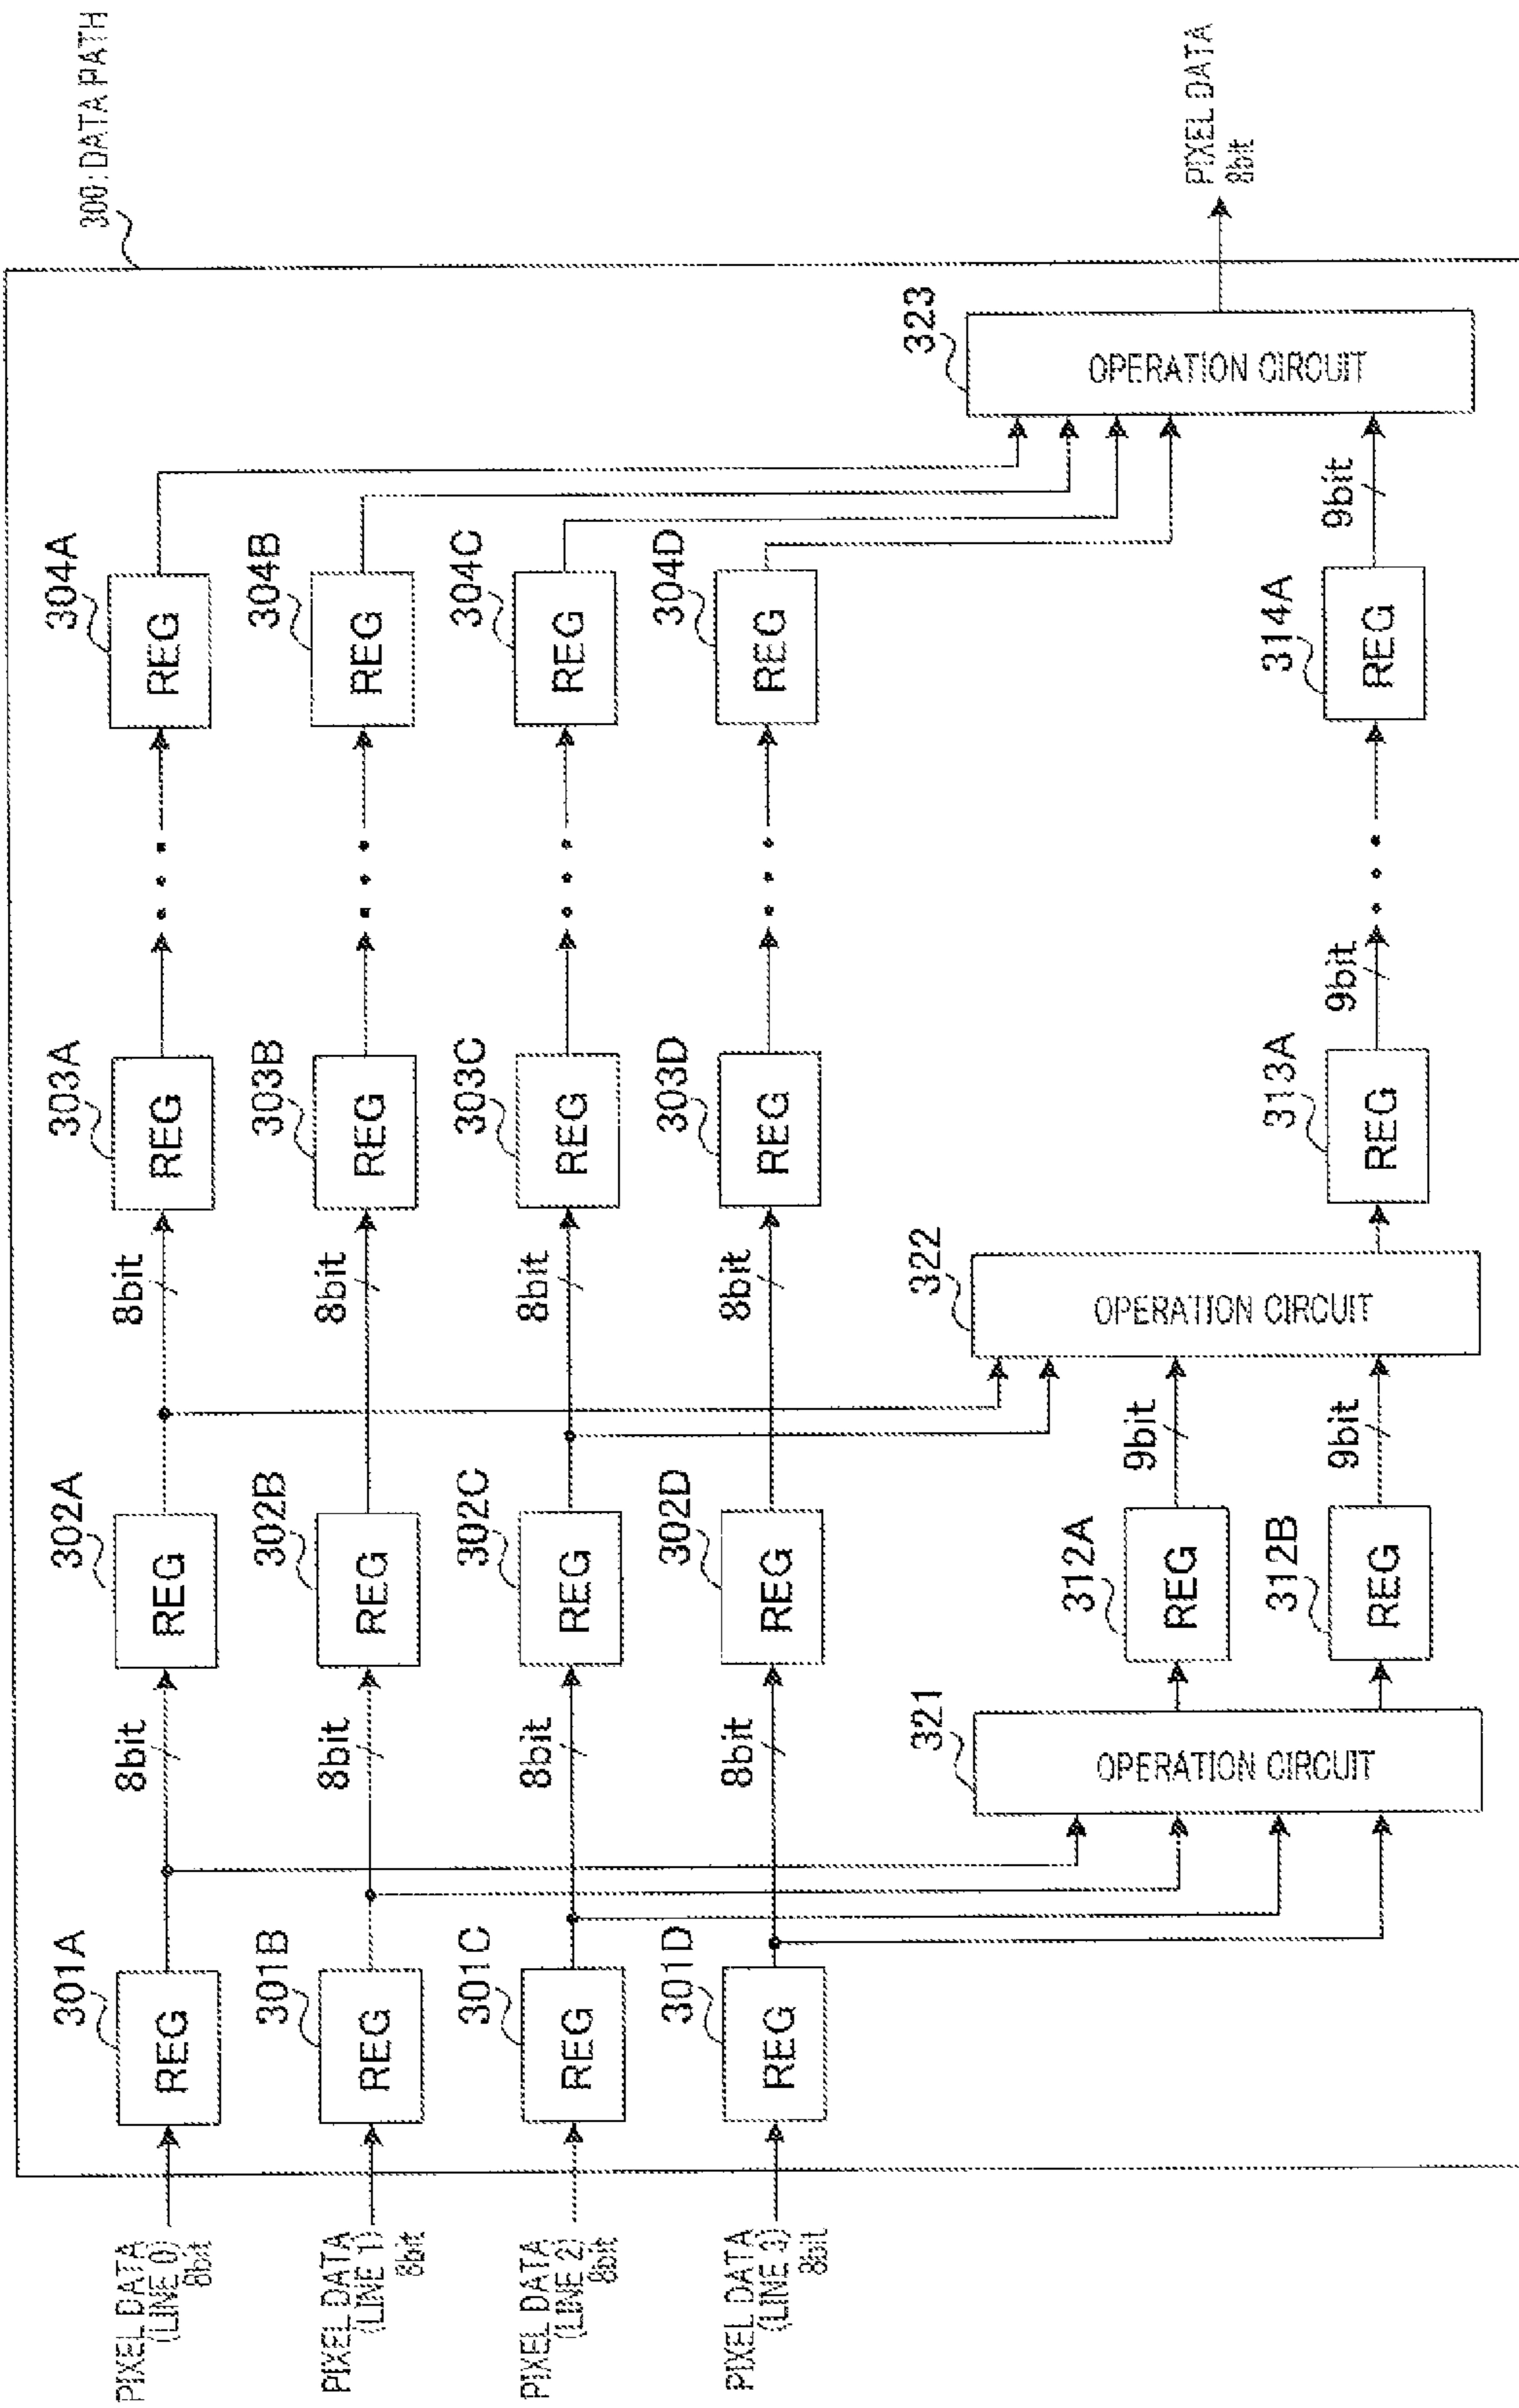 300:DATA PATH
PIXEL DATA
(LINE 0)
8bit
301A
REG
8bit
302A
REG
8bit
303A
REG
304A
REG
PIXEL DATA
(LINE 1)
8bit
301B
REG
8bit
302B
REG
8bit
303B
REG
304B
REG
PIXEL DATA
(LINE 2)
8bit
301C
REG
8bit
302C
REG
8bit
303C
REG
304C
REG
PIXEL DATA
(LINE 3)
8bit
301D
REG
8bit
302D
REG
8bit
303D
REG
304D
REG
321
OPERATION CIRCUIT
312A
REG
9bit
312B
REG
9bit
322
OPERATION CIRCUIT
313A
REG
9bit
314A
REG
9bit
323
OPERATION CIRCUIT
PIXEL DATA
8bit